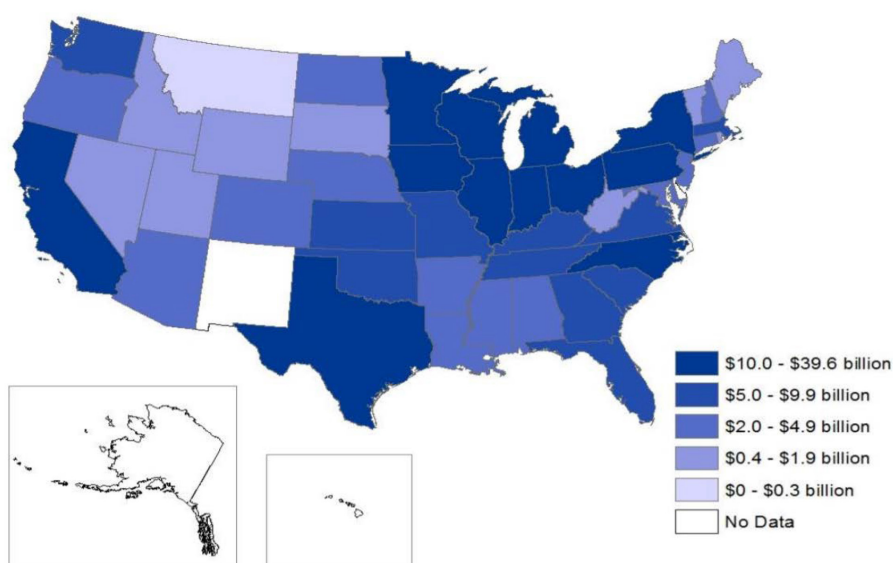 $10.0 - $39.6 billion
$5.0 - $9.9 billion
$2.0 - $4.9 billion
$0.4 - $1.9 billion
$0 - $0.3 billion
No Data